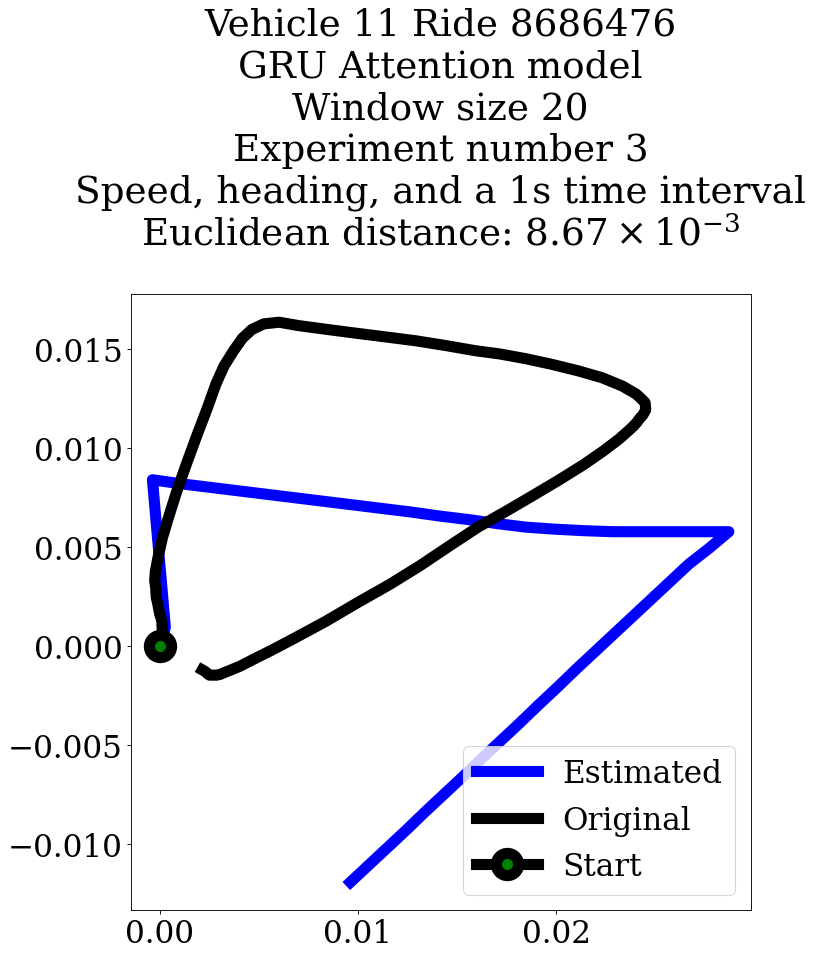 Vehicle 11 Ride 8686476
GRU Attention model
Window size 20
Experiment number 3
Speed, heading, and a 1s time interval
Euclidean distance: 8.67 × 10⁻³
0.015
0.010
0.005
0.000
−0.005
−0.010
0.00
0.01
0.02
Estimated
Original
Start